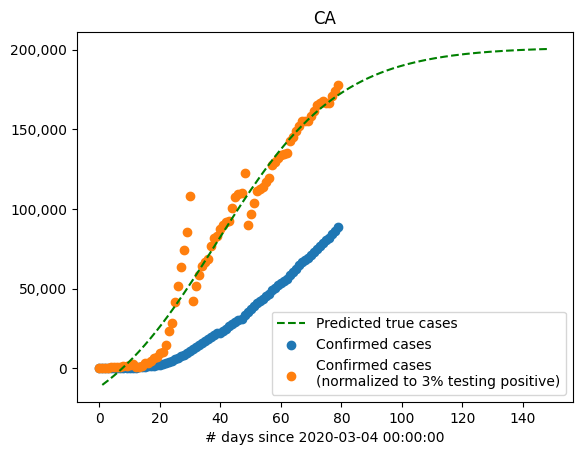 CA
200,000
150,000
100,000
50,000
0
Predicted true cases
Confirmed cases
Confirmed cases
(normalized to 3% testing positive)
0 20 40 60 80 100 120 140
# days since 2020-03-04 00:00:00